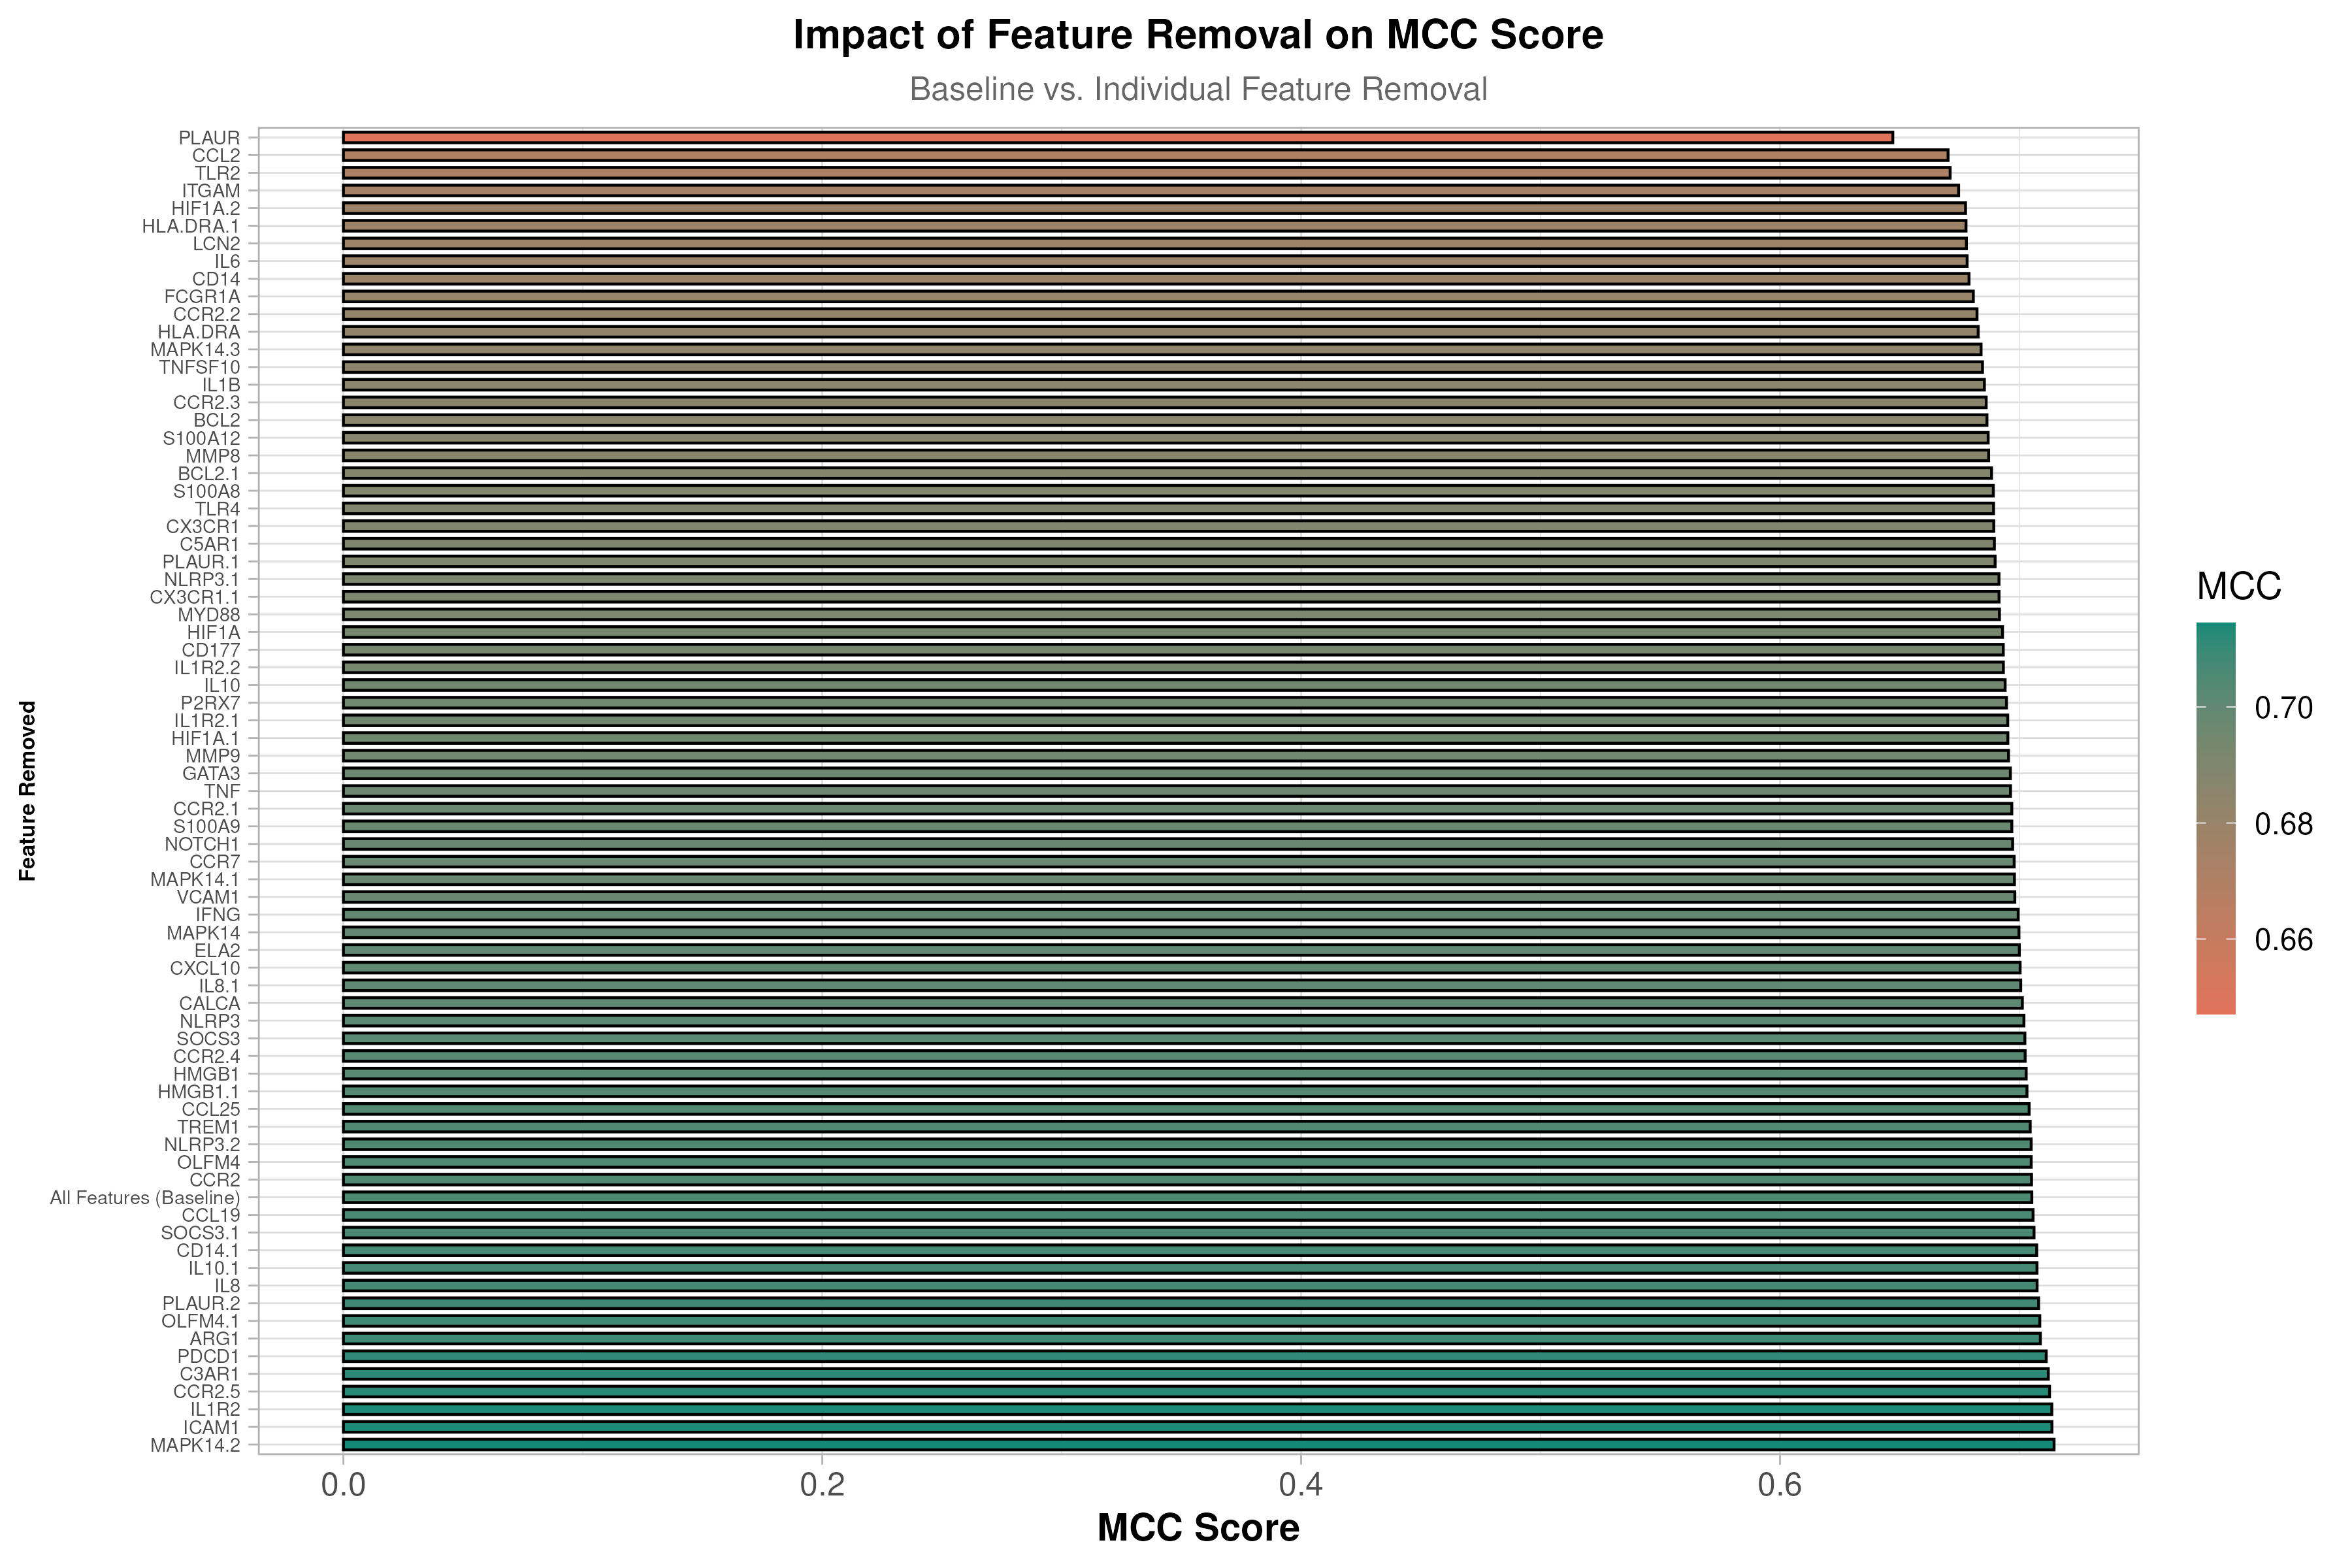 Impact of Feature Removal on MCC Score
Baseline vs. Individual Feature Removal
Feature Removed
PLAUR
CCL2
TLR2
ITGAM
HIF1A.2
HLA.DRA.1
LCN2
IL6
CD14
FCGR1A
CCR2.2
HLA.DRA
MAPK14.3
TNFSF10
IL1B
CCR2.3
BCL2
S100A12
MMP8
BCL2.1
S100A8
TLR4
CX3CR1
C5AR1
PLAUR.1
NLRP3.1
CX3CR1.1
MYD88
HIF1A
CD177
IL1R2.2
IL10
P2RX7
IL1R2.1
HIF1A.1
MMP9
GATA3
TNF
CCR2.1
S100A9
NOTCH1
CCR7
MAPK14.1
VCAM1
IFNG
MAPK14
ELA2
CXCL10
IL8.1
CALCA
NLRP3
SOCS3
CCR2.4
HMGB1
HMGB1.1
CCL25
TREM1
NLRP3.2
OLFM4
CCR2
All Features (Baseline)
CCL19
SOCS3.1
CD14.1
IL10.1
IL8
PLAUR.2
OLFM4.1
ARG1
PDCD1
C3AR1
CCR2.5
IL1R2
ICAM1
MAPK14.2
0.0 0.2 0.4 0.6
MCC Score
MCC
0.70
0.68
0.66